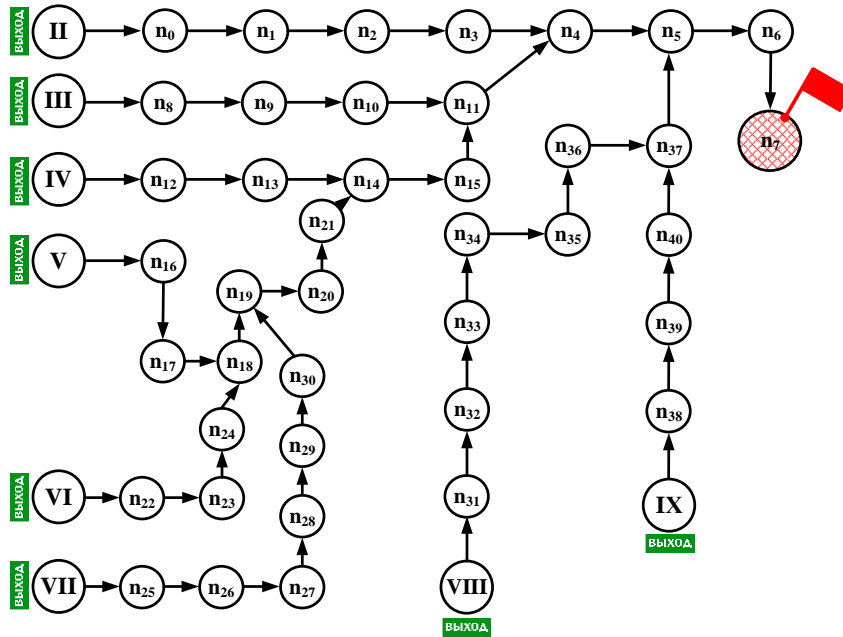 ВЫХОД II n₀ n₁ n₂ n₃ n₄ n₅ n₆
ВЫХОД III n₈ n₉ n₁₀ n₁₁
n₇
n₃₆ n₃₇
ВЫХОД IV n₁₂ n₁₃ n₁₄ n₁₅
n₂₁
n₃₄ n₃₅ n₄₀
ВЫХОД V n₁₆
n₁₉ n₂₀
n₃₃ n₃₉
n₁₇ n₁₈
n₃₀
n₃₂ n₃₈
n₂₄
n₂₉
ВЫХОД VI n₂₂ n₂₃
n₃₁ IX
n₂₈
ВЫХОД
ВЫХОД VII n₂₅ n₂₆ n₂₇ VIII
ВЫХОД